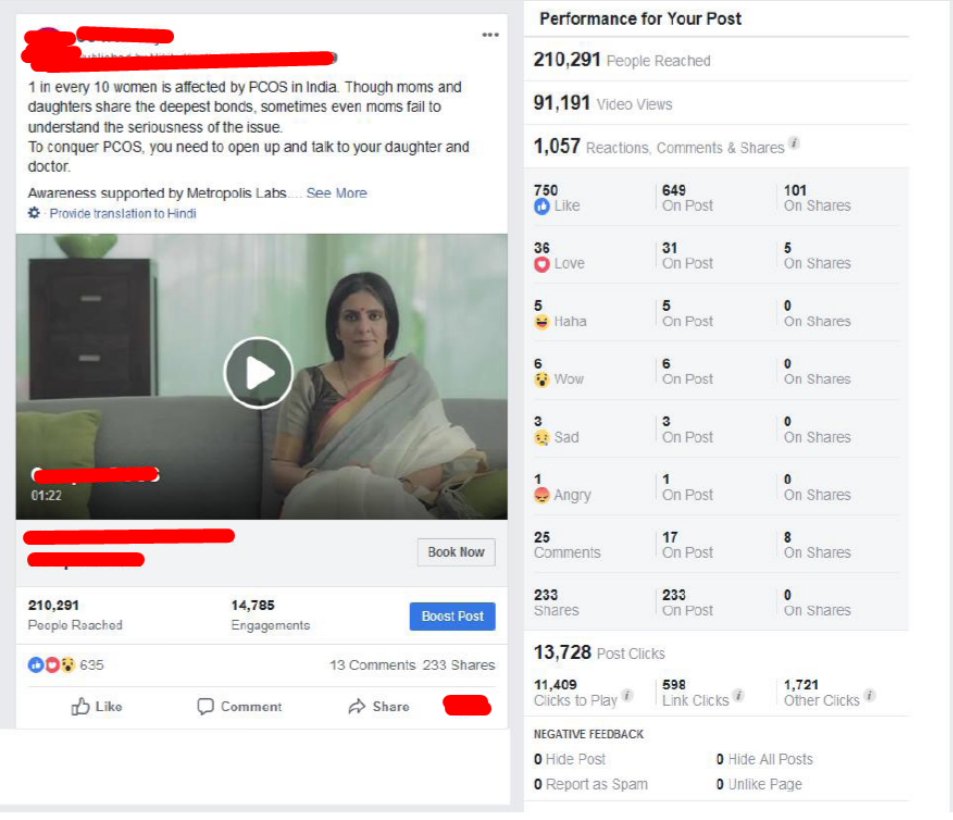 1 in every 10 women is affected by PCOS in India. Though moms and
daughters share the deepest bonds, sometimes even moms fail to
understand the seriousness of the issue.
To conquer PCOS, you need to open up and talk to your daughter and
doctor.
Awareness supported by Metropolis Labs.... See More
Provide translation to Hindi
01:22
Book Now
210,291
People Reached
14,785
Engagements
Boost Post
635
13 Comments 233 Shares
Like
Comment
Share
Performance for Your Post
210,291 People Reached
91,191 Video Views
1,057 Reactions, Comments & Shares
750 649 101
Like On Post On Shares
36 31 5
Love On Post On Shares
5 5 0
Haha On Post On Shares
6 6 0
Wow On Post On Shares
3 3 0
Sad On Post On Shares
1 1 0
Angry On Post On Shares
25 17 8
Comments On Post On Shares
233 233 0
Shares On Post On Shares
13,728 Post Clicks
11,409 598 1,721
Clicks to Play Link Clicks Other Clicks
NEGATIVE FEEDBACK
0 Hide Post 0 Hide All Posts
0 Report as Spam 0 Unlike Page